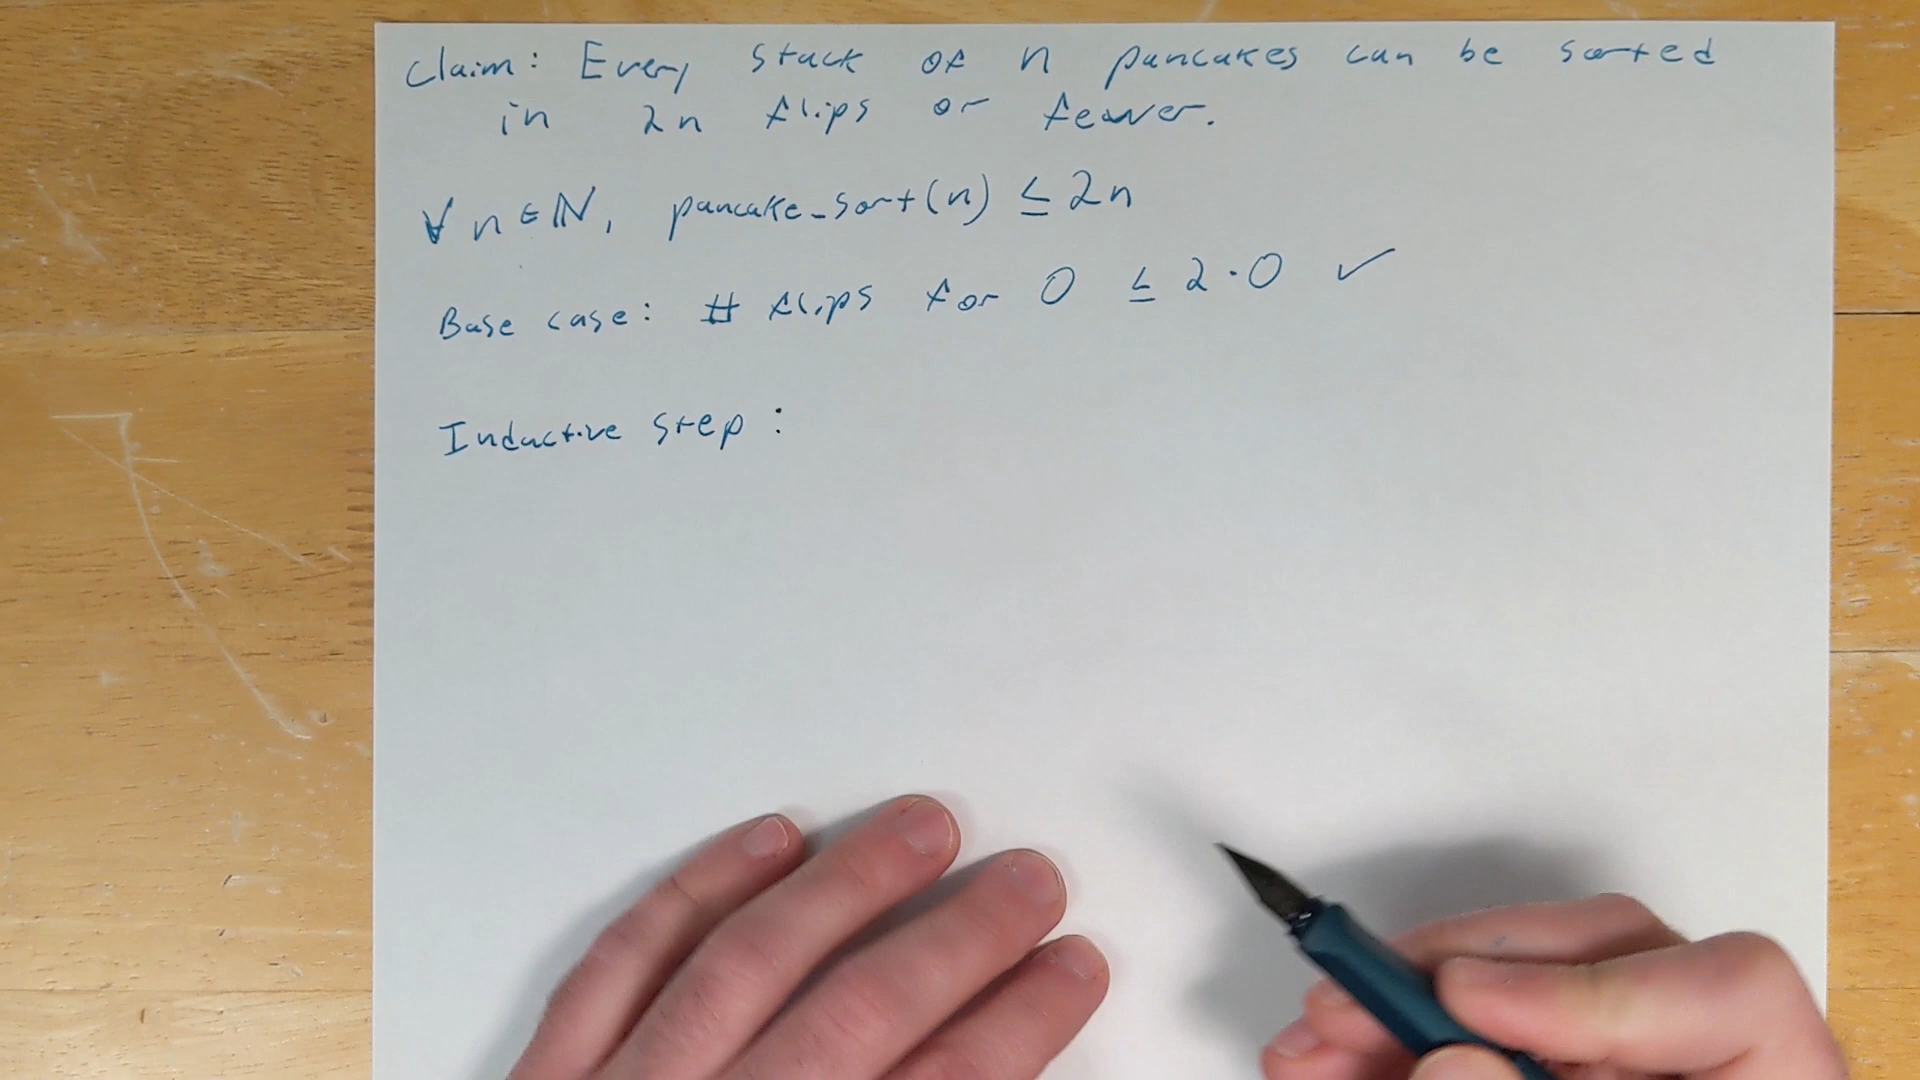 Claim: Every stack of n pancakes can be sorted
in 2n flips or fewer.
∀ n ∈ ℕ, pancake_sort(n) ≤ 2n
Base case: # flips for 0 ≤ 2·0 ✓
Inductive step: